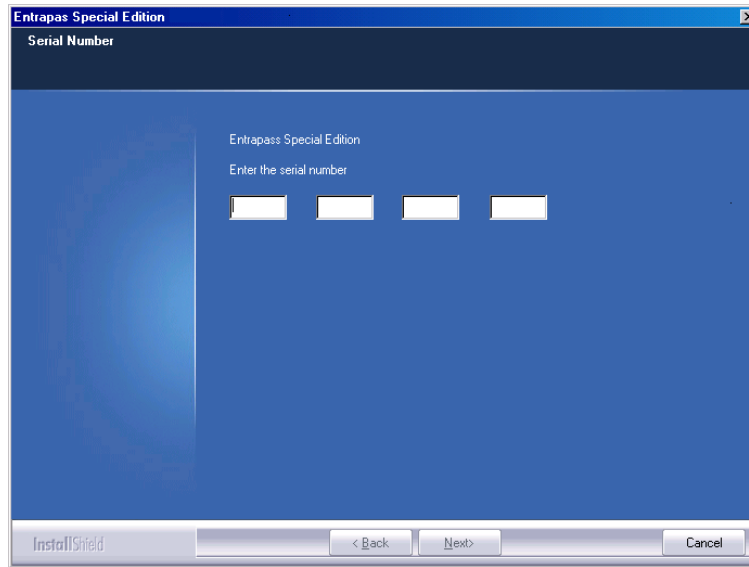 Entrapas Special Edition
Serial Number
Entrapass Special Edition
Enter the serial number
InstallShield
< Back
Next>
Cancel